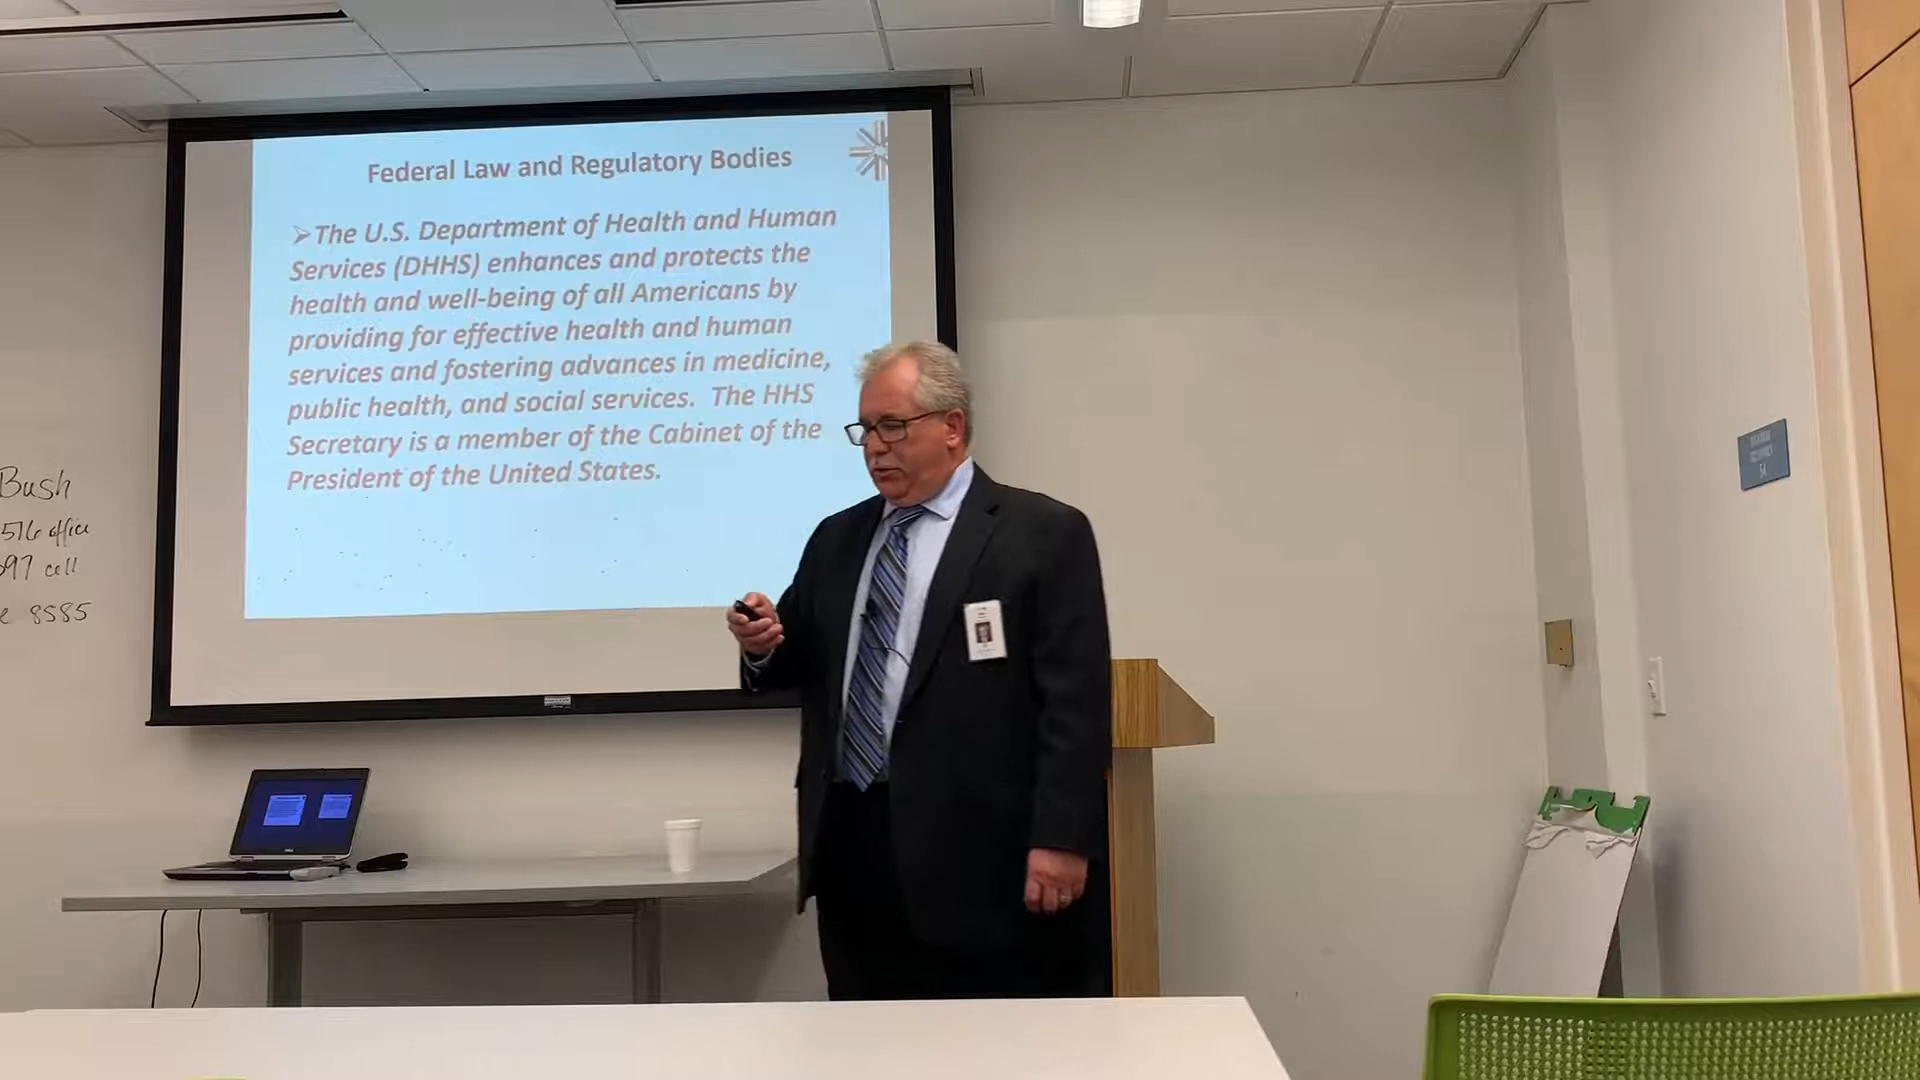 Federal Law and Regulatory Bodies
➢The U.S. Department of Health and Human
Services (DHHS) enhances and protects the
health and well-being of all Americans by
providing for effective health and human
services and fostering advances in medicine,
public health, and social services. The HHS
Secretary is a member of the Cabinet of the
President of the United States.
Bush
516 office
97 cell
8585
54